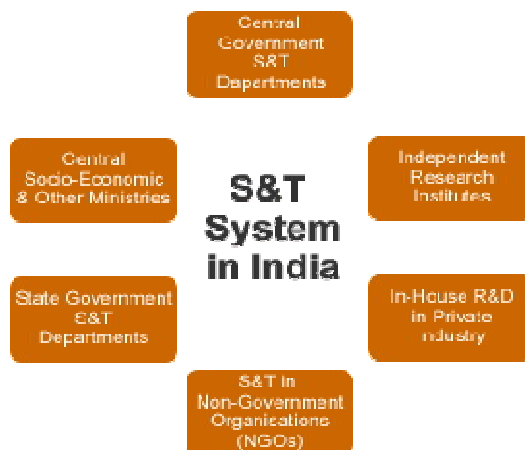 Central
Government
S&T
Departments
Central
Socio-Economic
& Other Ministries
Independent
Research
Institutes
S&T
System
in India
State Government
S&T
Departments
In-House R&D
in Private
Industry
S&T in
Non-Government
Organisations
(NGOs)